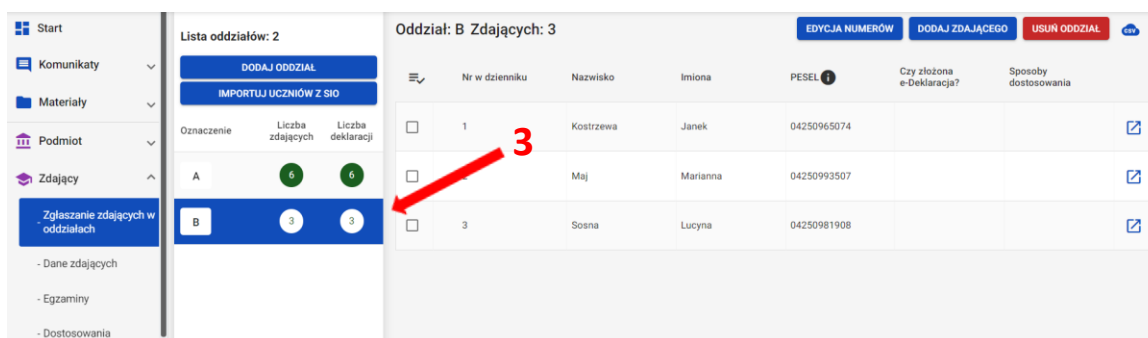 Start
Komunikaty
Materiały
Podmiot
Zdający
- Zgłaszanie zdających w
oddziałach
- Dane zdających
- Egzaminy
- Dostosowania
Lista oddziałów: 2
DODAJ ODDZIAŁ
IMPORTUJ UCZNIÓW Z SIO
Oznaczenie Liczba zdających Liczba deklaracji
A 6 6
B 3 3
Oddział: B Zdających: 3
EDYCJA NUMERÓW DODAJ ZDAJĄCEGO USUŃ ODDZIAŁ CSV
Nr w dzienniku Nazwisko Imiona PESEL i Czy złożona e-Deklaracja? Sposoby dostosowania
1 Kostrzewa Janek 04250965074
3
Maj Marianna 04250993507
3 Sosna Lucyna 04250981908